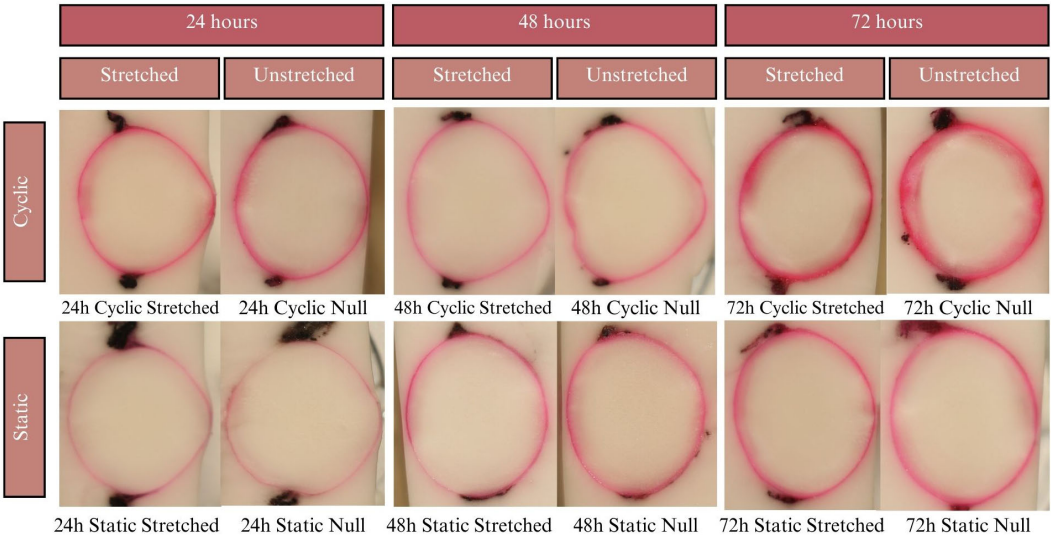 24 hours
48 hours
72 hours
Stretched
Unstretched
Stretched
Unstretched
Stretched
Unstretched
Cyclic
24h Cyclic Stretched
24h Cyclic Null
48h Cyclic Stretched
48h Cyclic Null
72h Cyclic Stretched
72h Cyclic Null
Static
24h Static Stretched
24h Static Null
48h Static Stretched
48h Static Null
72h Static Stretched
72h Static Null